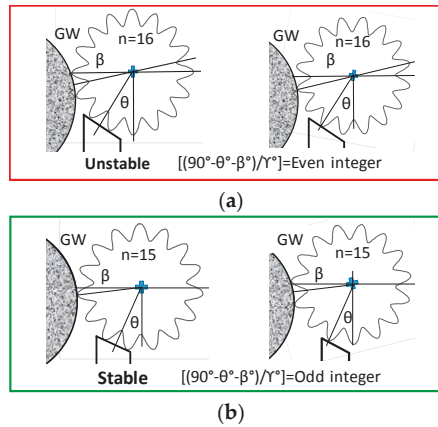 GW
n=16
β
θ
GW
n=16
β
θ
Unstable [(90°-θ°-β°)/ϒ°]=Even integer
(a)
GW
n=15
β
θ
GW
n=15
β
θ
Stable [(90°-θ°-β°)/ϒ°]=Odd integer
(b)